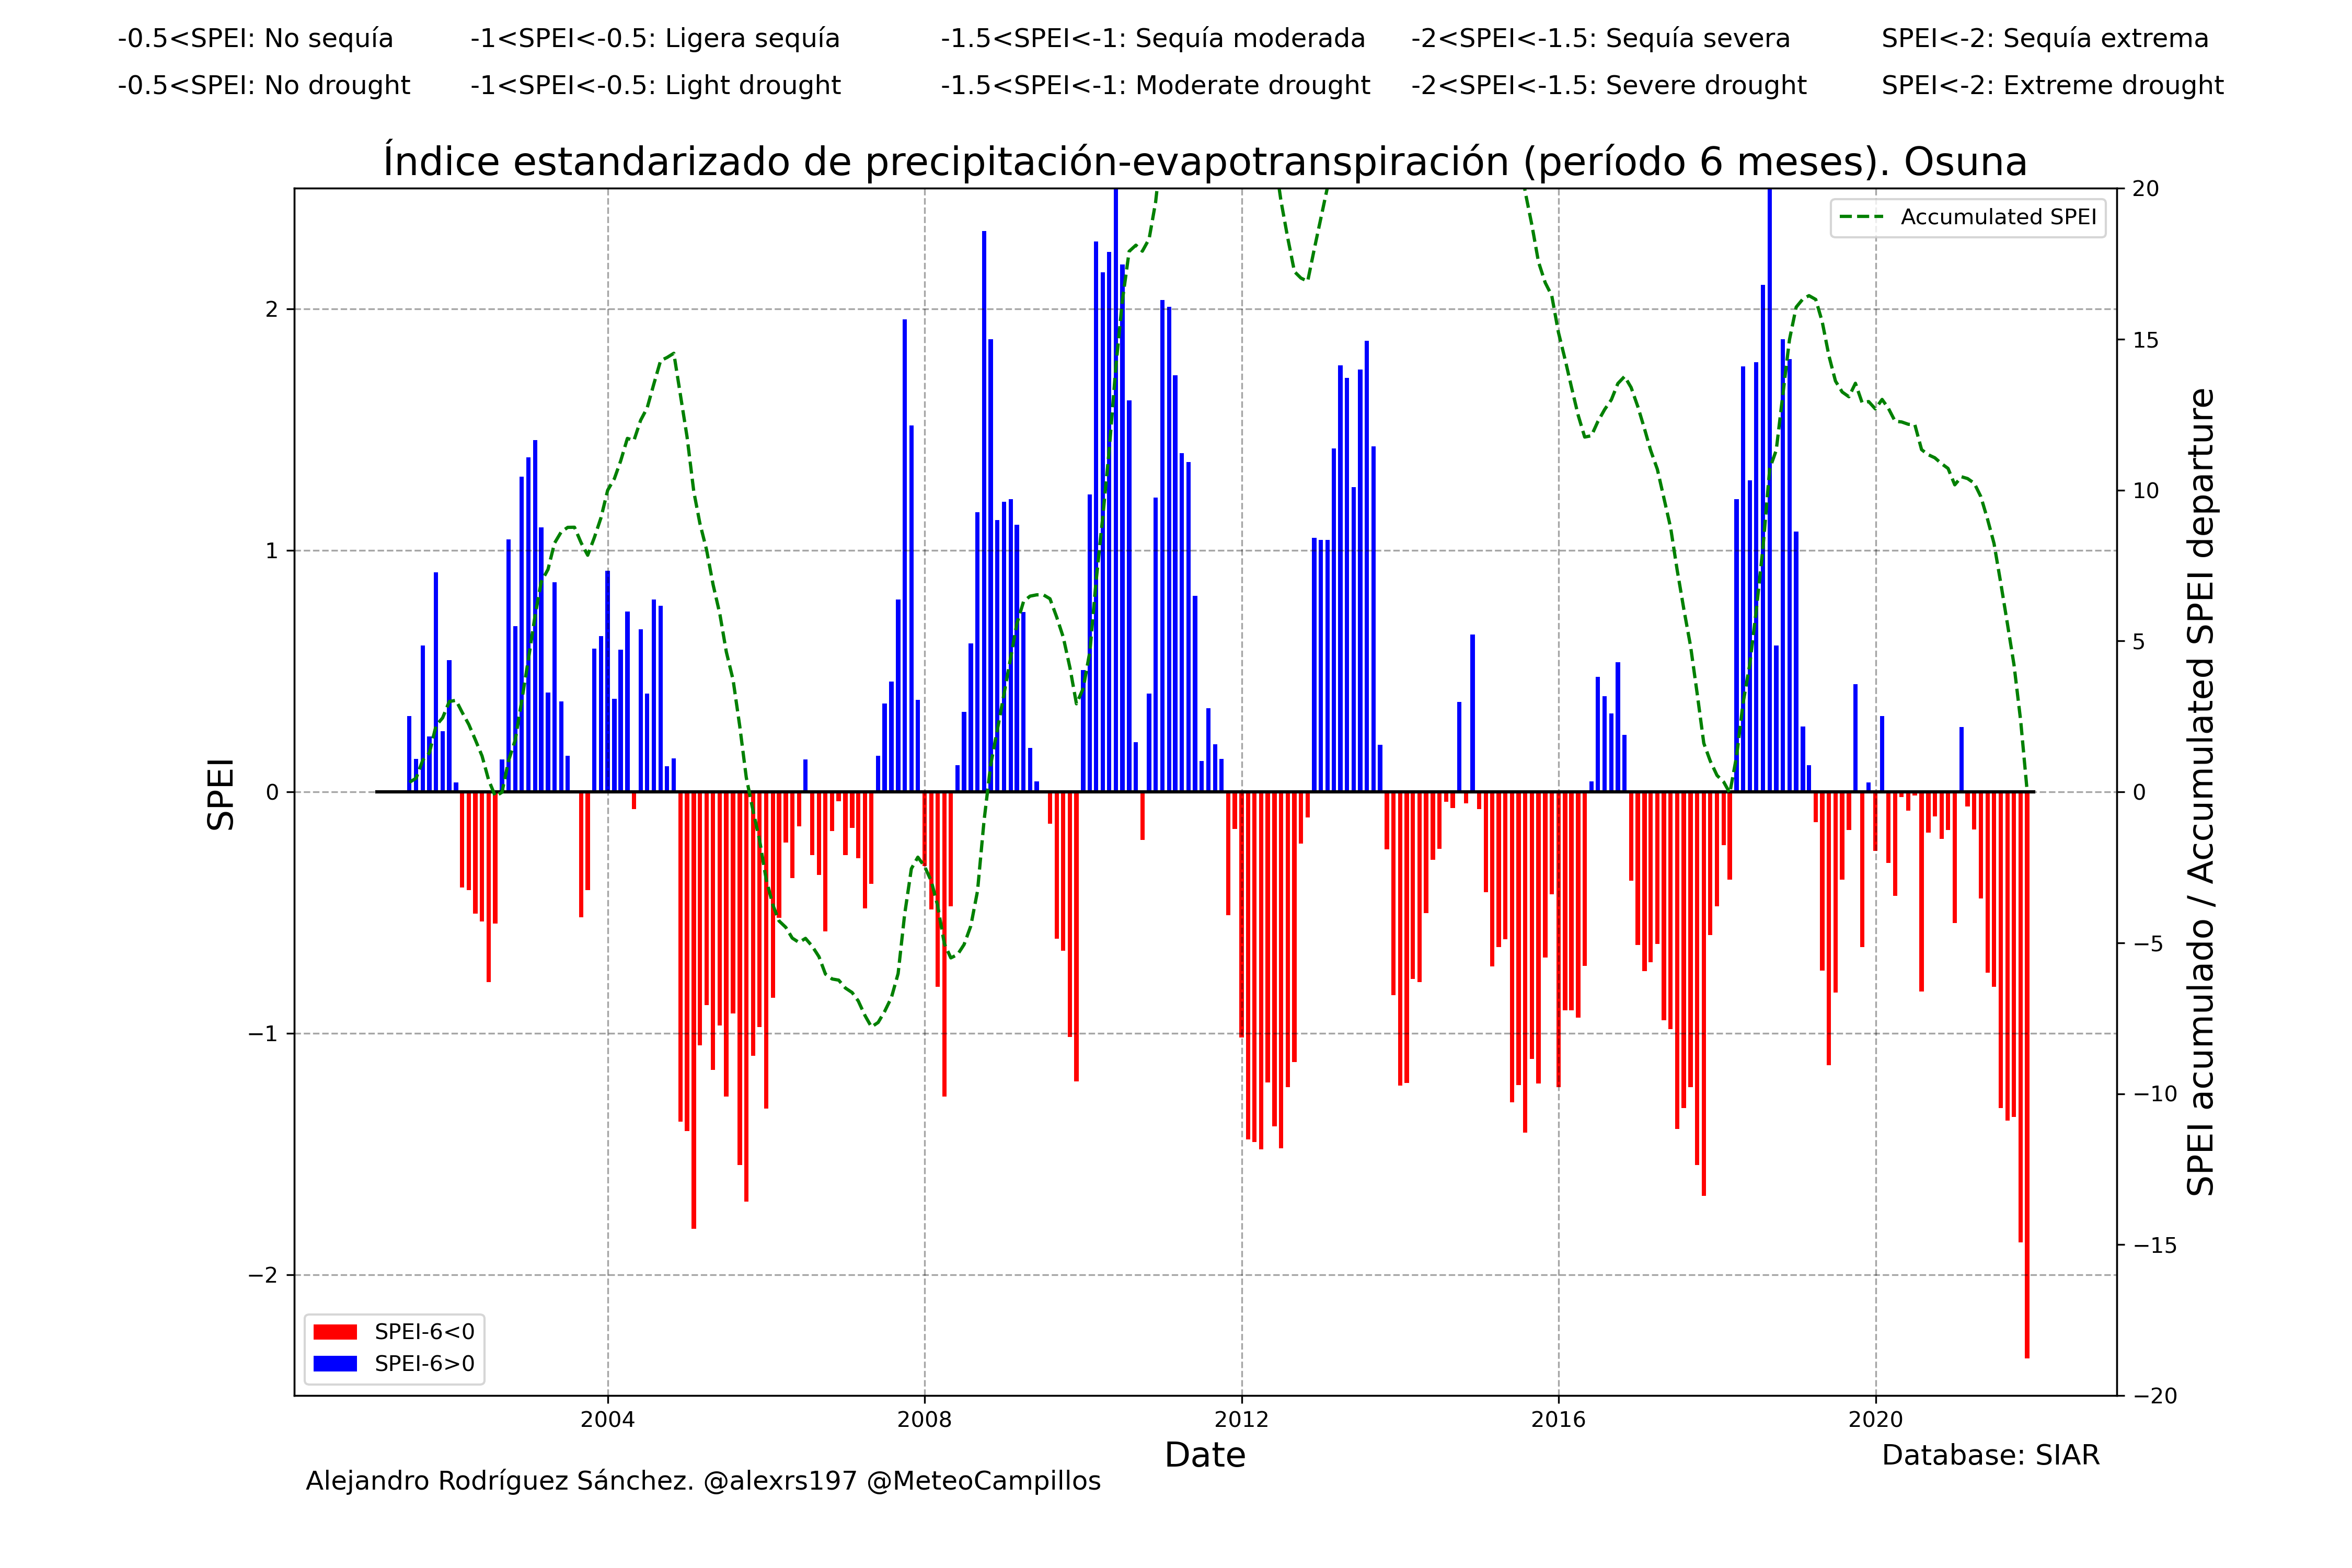 -0.5<SPEI: No sequía -1<SPEI<-0.5: Ligera sequía -1.5<SPEI<-1: Sequía moderada -2<SPEI<-1.5: Sequía severa SPEI<-2: Sequía extrema
-0.5<SPEI: No drought -1<SPEI<-0.5: Light drought -1.5<SPEI<-1: Moderate drought -2<SPEI<-1.5: Severe drought SPEI<-2: Extreme drought
Índice estandarizado de precipitación-evapotranspiración (período 6 meses). Osuna
Accumulated SPEI
SPEI
2
1
0
−1
−2
20
15
10
5
0
−5
−10
−15
−20
SPEI acumulado / Accumulated SPEI departure
SPEI-6<0
SPEI-6>0
2004 2008 2012 2016 2020
Date
Database: SIAR
Alejandro Rodríguez Sánchez. @alexrs197 @MeteoCampillos